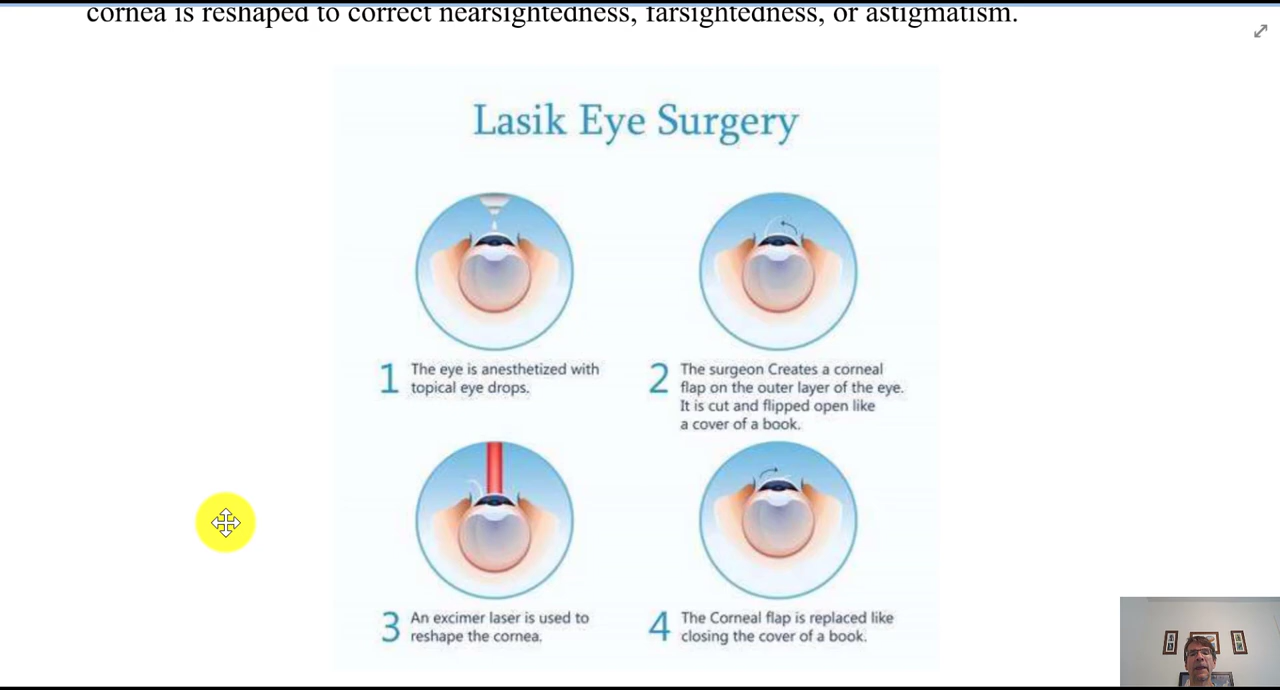 cornea is reshaped to correct nearsightedness, farsightedness, or astigmatism.
Lasik Eye Surgery
1 The eye is anesthetized with
topical eye drops.
2 The surgeon Creates a corneal
flap on the outer layer of the eye.
It is cut and flipped open like
a cover of a book.
3 An excimer laser is used to
reshape the cornea.
4 The Corneal flap is replaced like
closing the cover of a book.